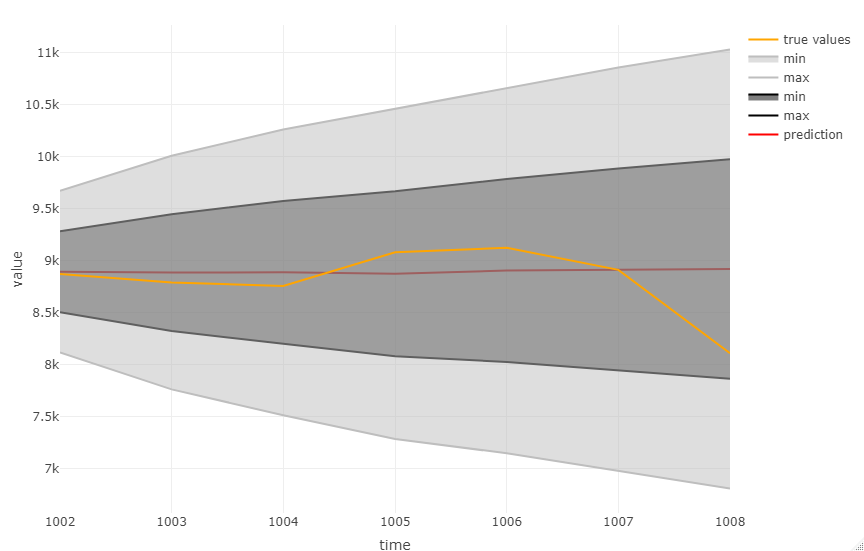 11k
10.5k
10k
9.5k
9k
8.5k
8k
7.5k
7k
value
1002 1003 1004 1005 1006 1007 1008
time
true values
min
max
min
max
prediction